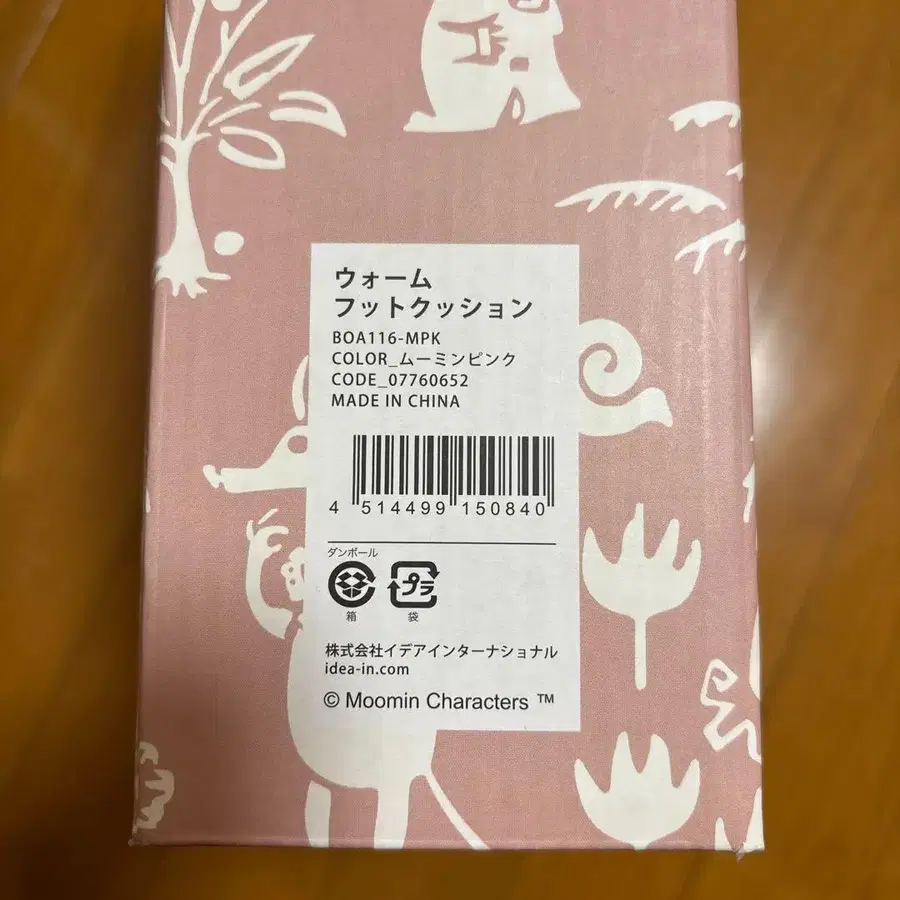 ウォーム
フットクッション
BOA116-MPK
COLOR_ムーミンピンク
CODE_07760652
MADE IN CHINA
4 514499 150840
ダンボール
プラ
箱 袋
株式会社イデアインターナショナル
idea-in.com
© Moomin Characters ™